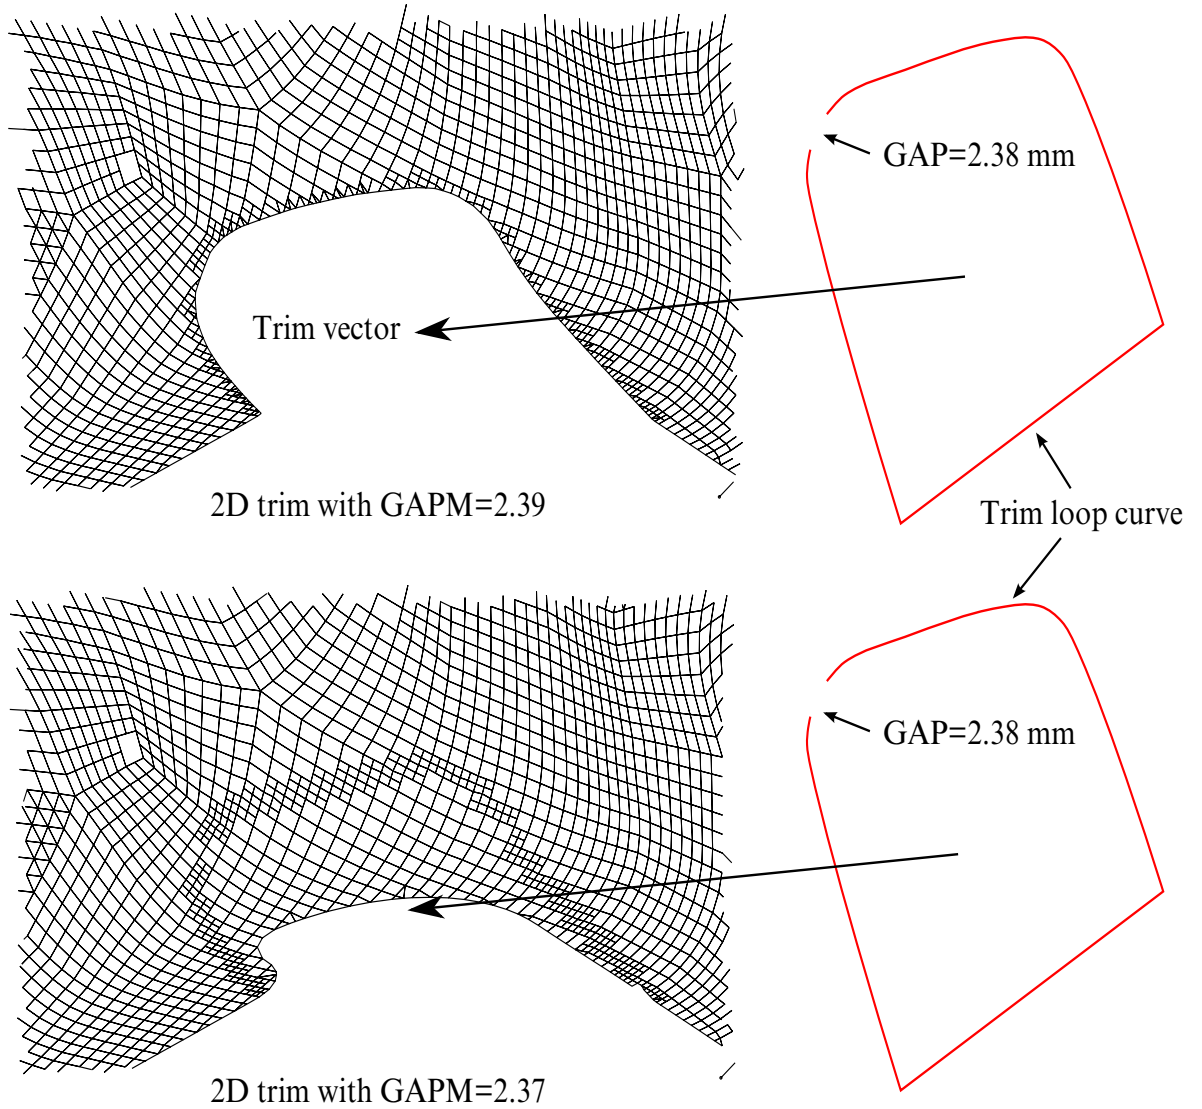 GAP=2.38 mm
Trim vector
2D trim with GAPM=2.39
Trim loop curve
GAP=2.38 mm
2D trim with GAPM=2.37